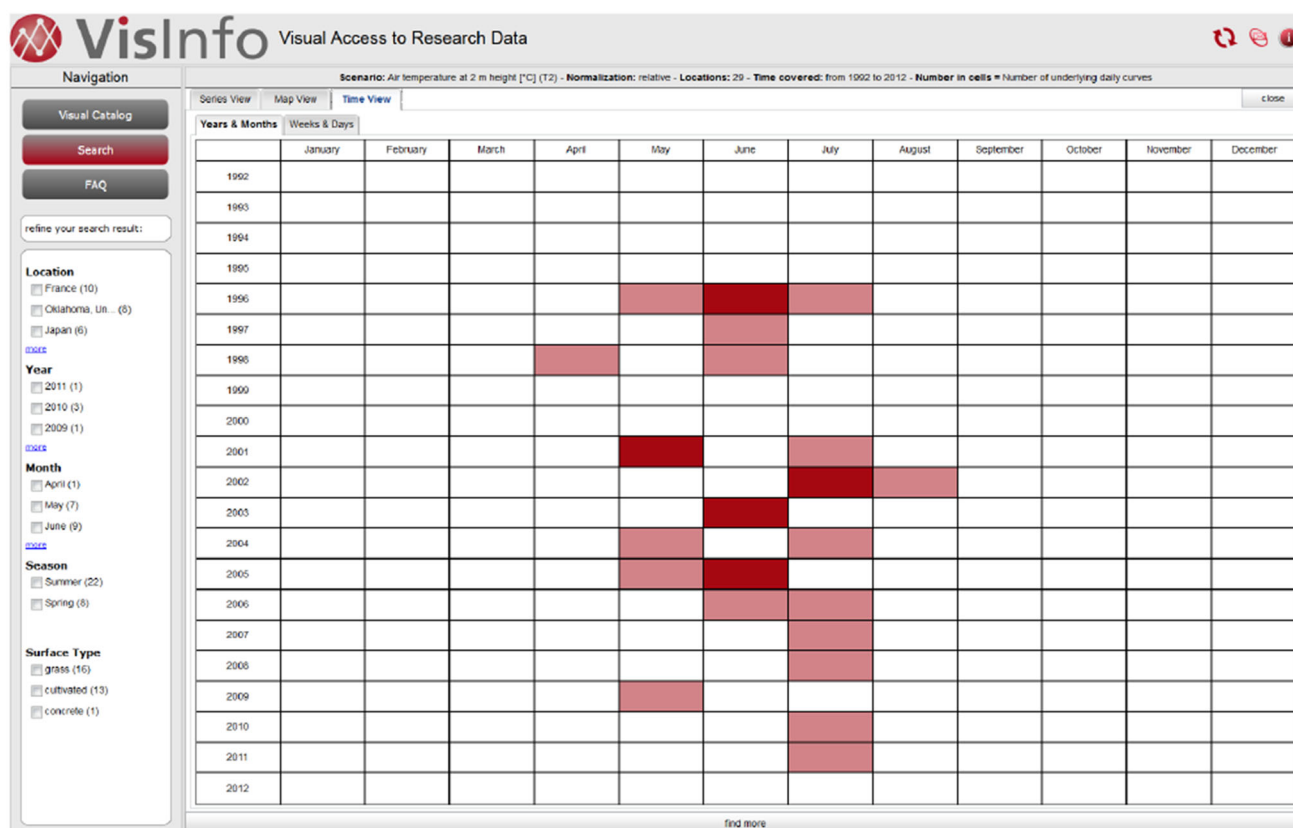 VisInfo Visual Access to Research Data
Navigation
Scenario: Air temperature at 2 m height [°C] (T2) - Normalization: relative - Locations: 29 - Time covered: from 1992 to 2012 - Number in cells = Number of underlying daily curves
Series View Map View Time View close
Years & Months Weeks & Days
Visual Catalog
Search
FAQ
refine your search result:
Location
France (10)
Oklahoma, Un... (8)
Japan (6)
more
Year
2011 (1)
2010 (3)
2009 (1)
more
Month
April (1)
May (7)
June (9)
more
Season
Summer (22)
Spring (8)
Surface Type
grass (16)
cultivated (13)
concrete (1)
January February March April May June July August September October November December
1992
1993
1994
1995
1996
1997
1998
1999
2000
2001
2002
2003
2004
2005
2006
2007
2008
2009
2010
2011
2012
find more